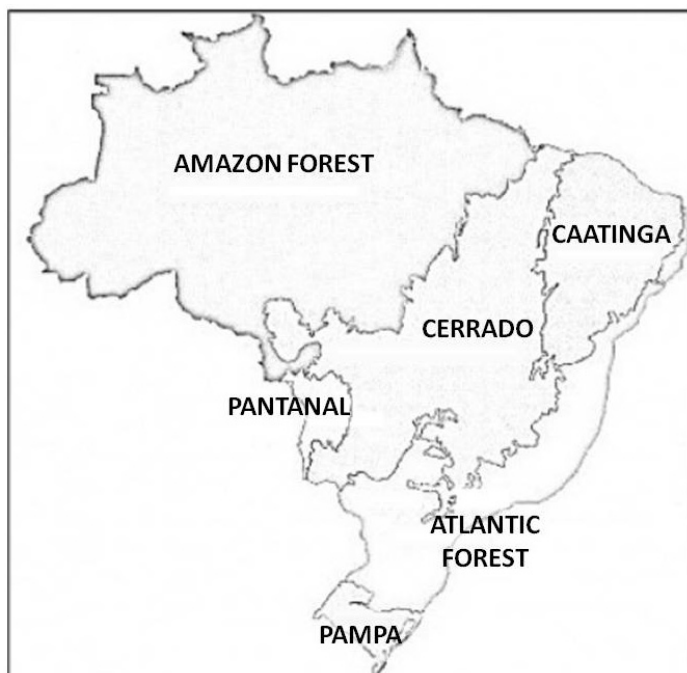 AMAZON FOREST
CAATINGA
CERRADO
PANTANAL
ATLANTIC
FOREST
PAMPA